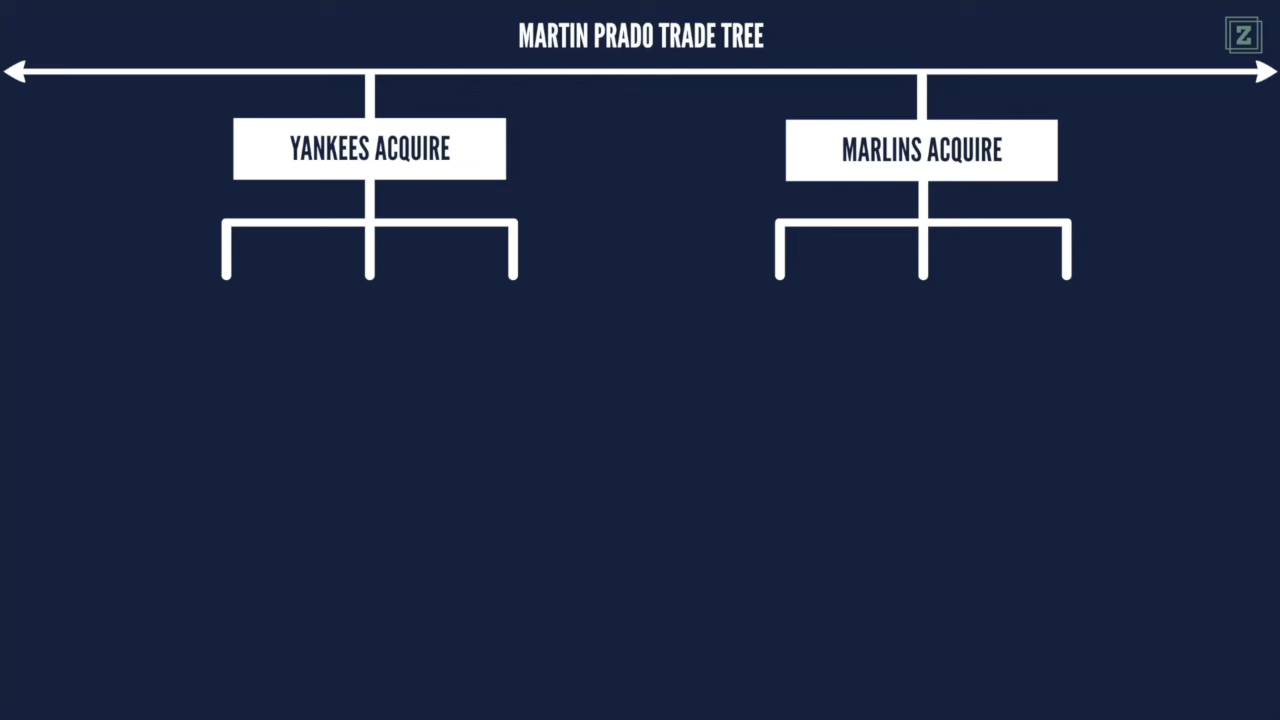 MARTIN PRADO TRADE TREE
Z
YANKEES ACQUIRE
MARLINS ACQUIRE